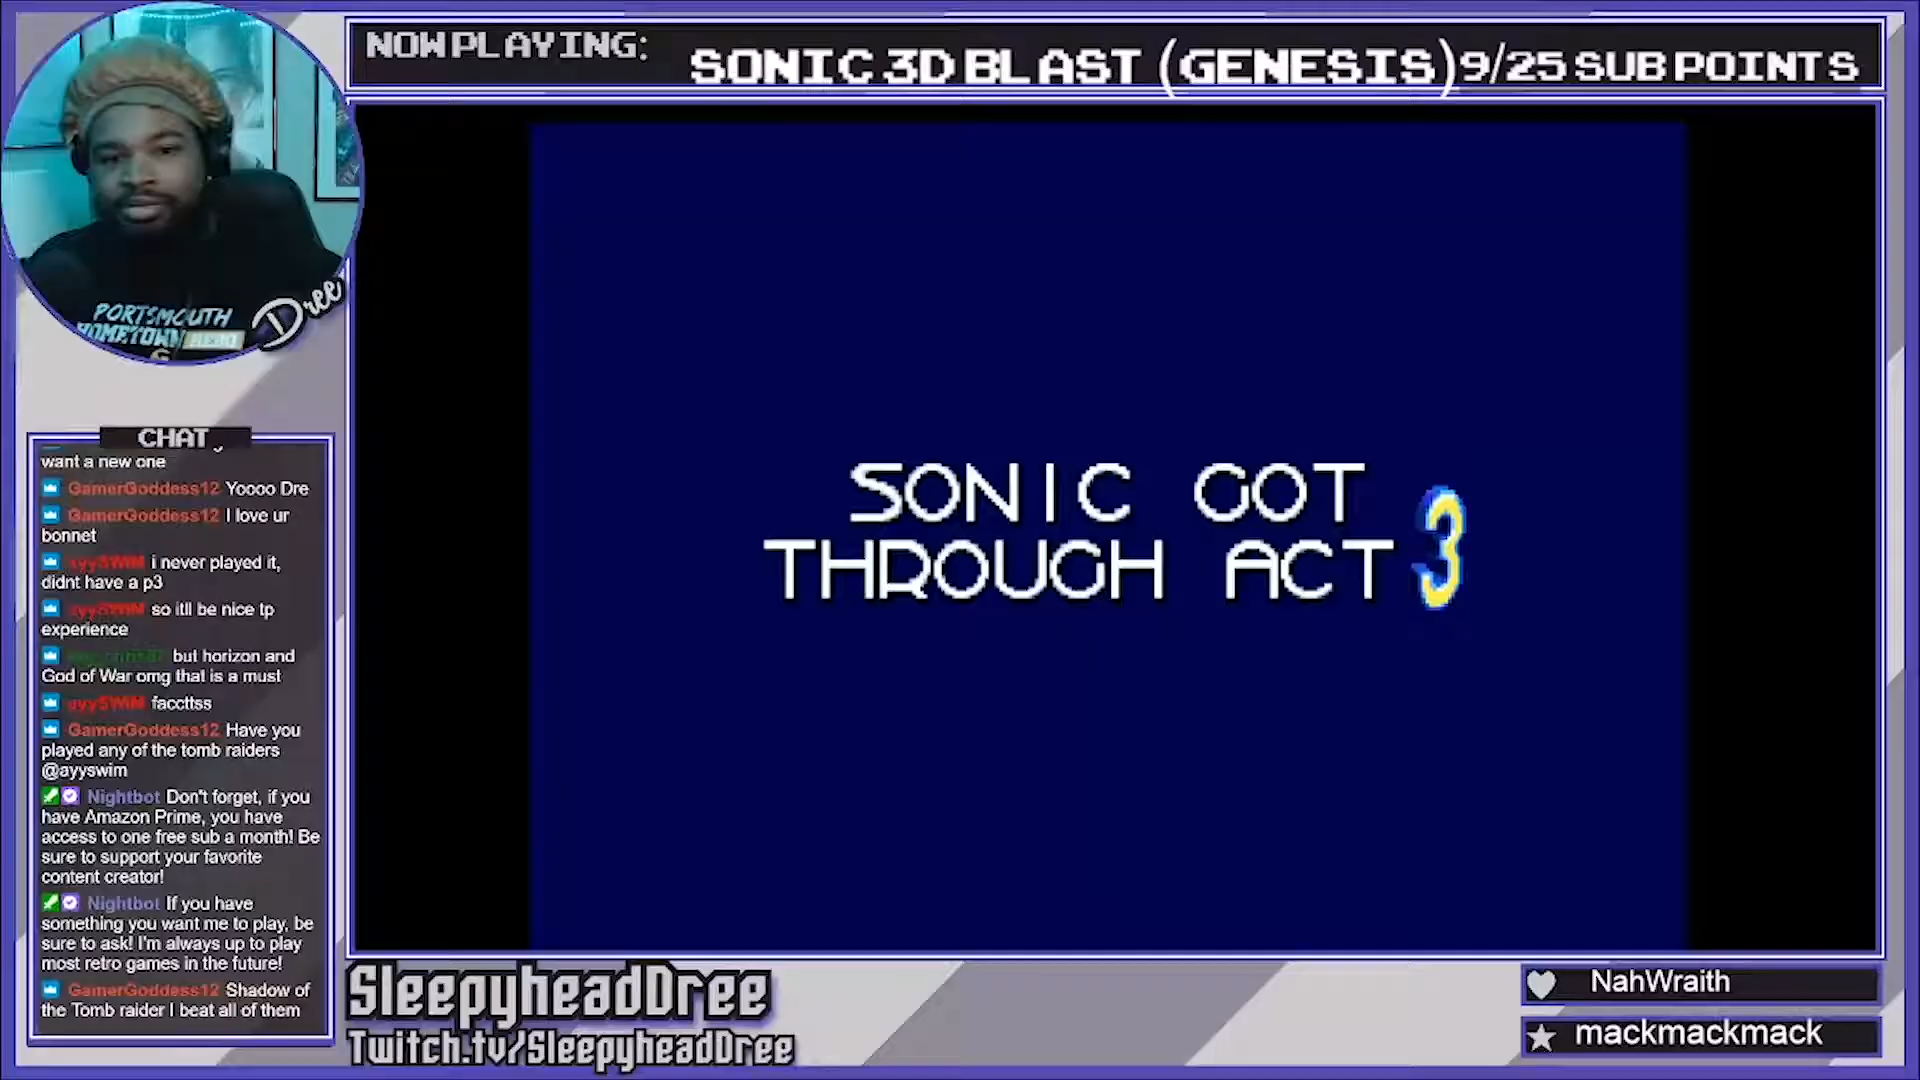 NOW PLAYING:
SONIC 3D BLAST (GENESIS)
9/25 SUB POINTS
PORTSMOUTH
HOMETOWN HERO
Dree
CHAT
want a new one
GamerGoddess12 Yoooo Dre
GamerGoddess12 I love ur
bonnet
ayySWIM i never played it,
didnt have a p3
ayySWIM so itll be nice tp
experience
but horizon and
God of War omg that is a must
ayySWIM faccttss
GamerGoddess12 Have you
played any of the tomb raiders
@ayyswim
Nightbot Don't forget, if you
have Amazon Prime, you have
access to one free sub a month! Be
sure to support your favorite
content creator!
Nightbot If you have
something you want me to play, be
sure to ask! I'm always up to play
most retro games in the future!
GamerGoddess12 Shadow of
the Tomb raider I beat all of them
SONIC GOT
THROUGH ACT 3
SleepyheadDree
Twitch.tv/SleepyheadDree
NahWraith
mackmackmack